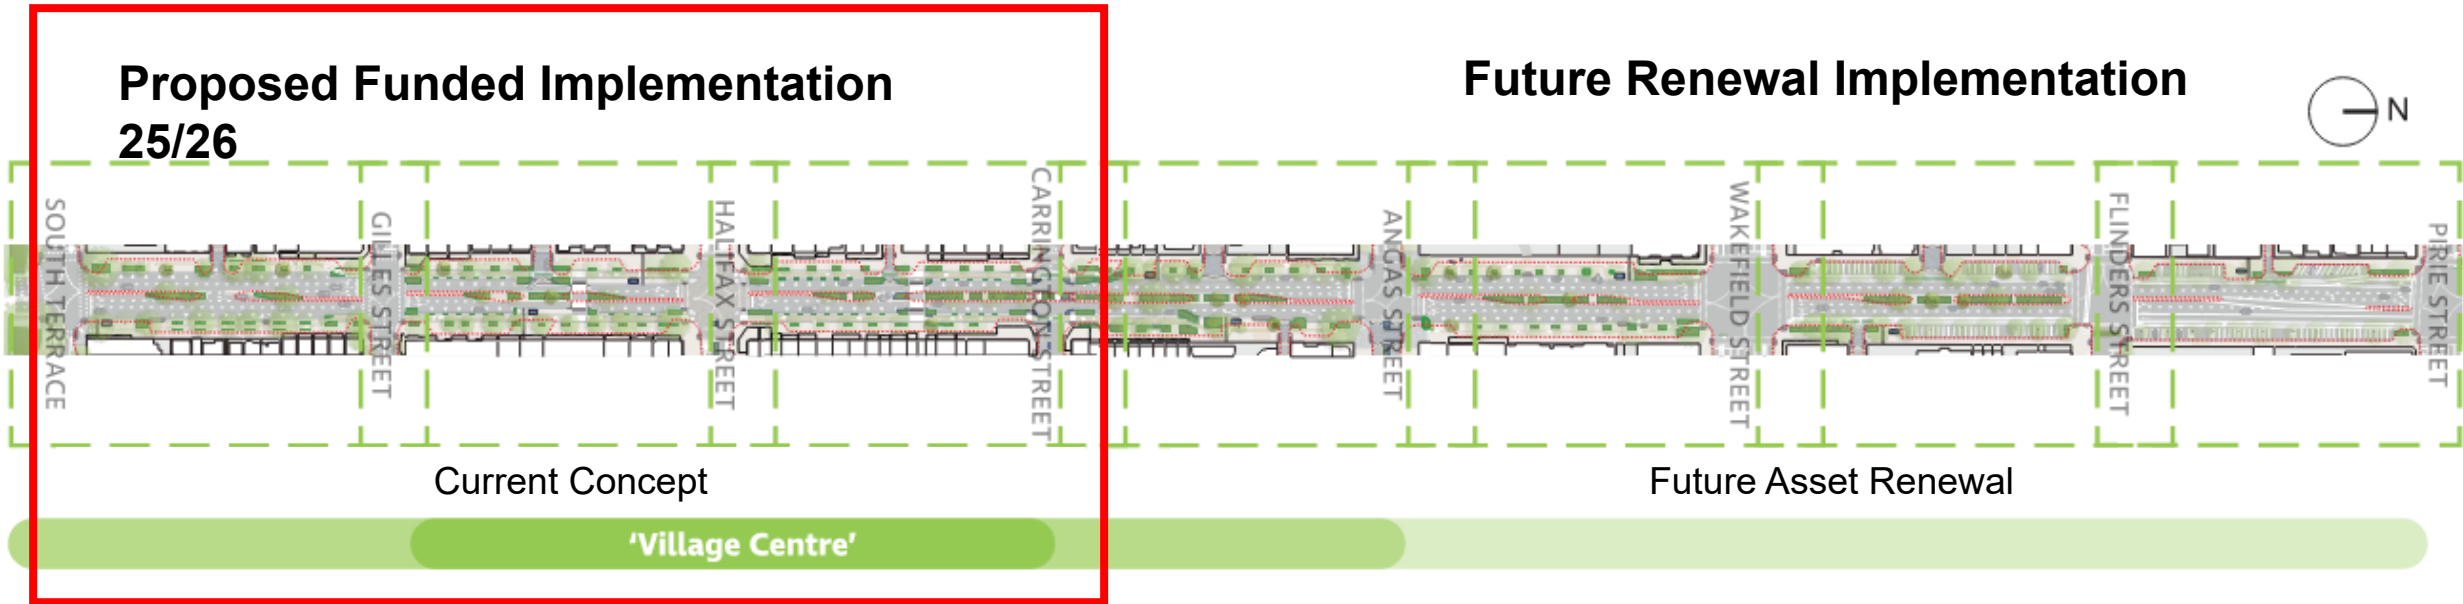 Proposed Funded Implementation
25/26
Future Renewal Implementation
N
SOUTH TERRACE
GILLES STREET
HALIFAX STREET
CARRINGTON STREET
ANGAS STREET
WAKEFIELD STREET
FLINDERS STREET
PIRIE STREET
Current Concept
Future Asset Renewal
‘Village Centre’